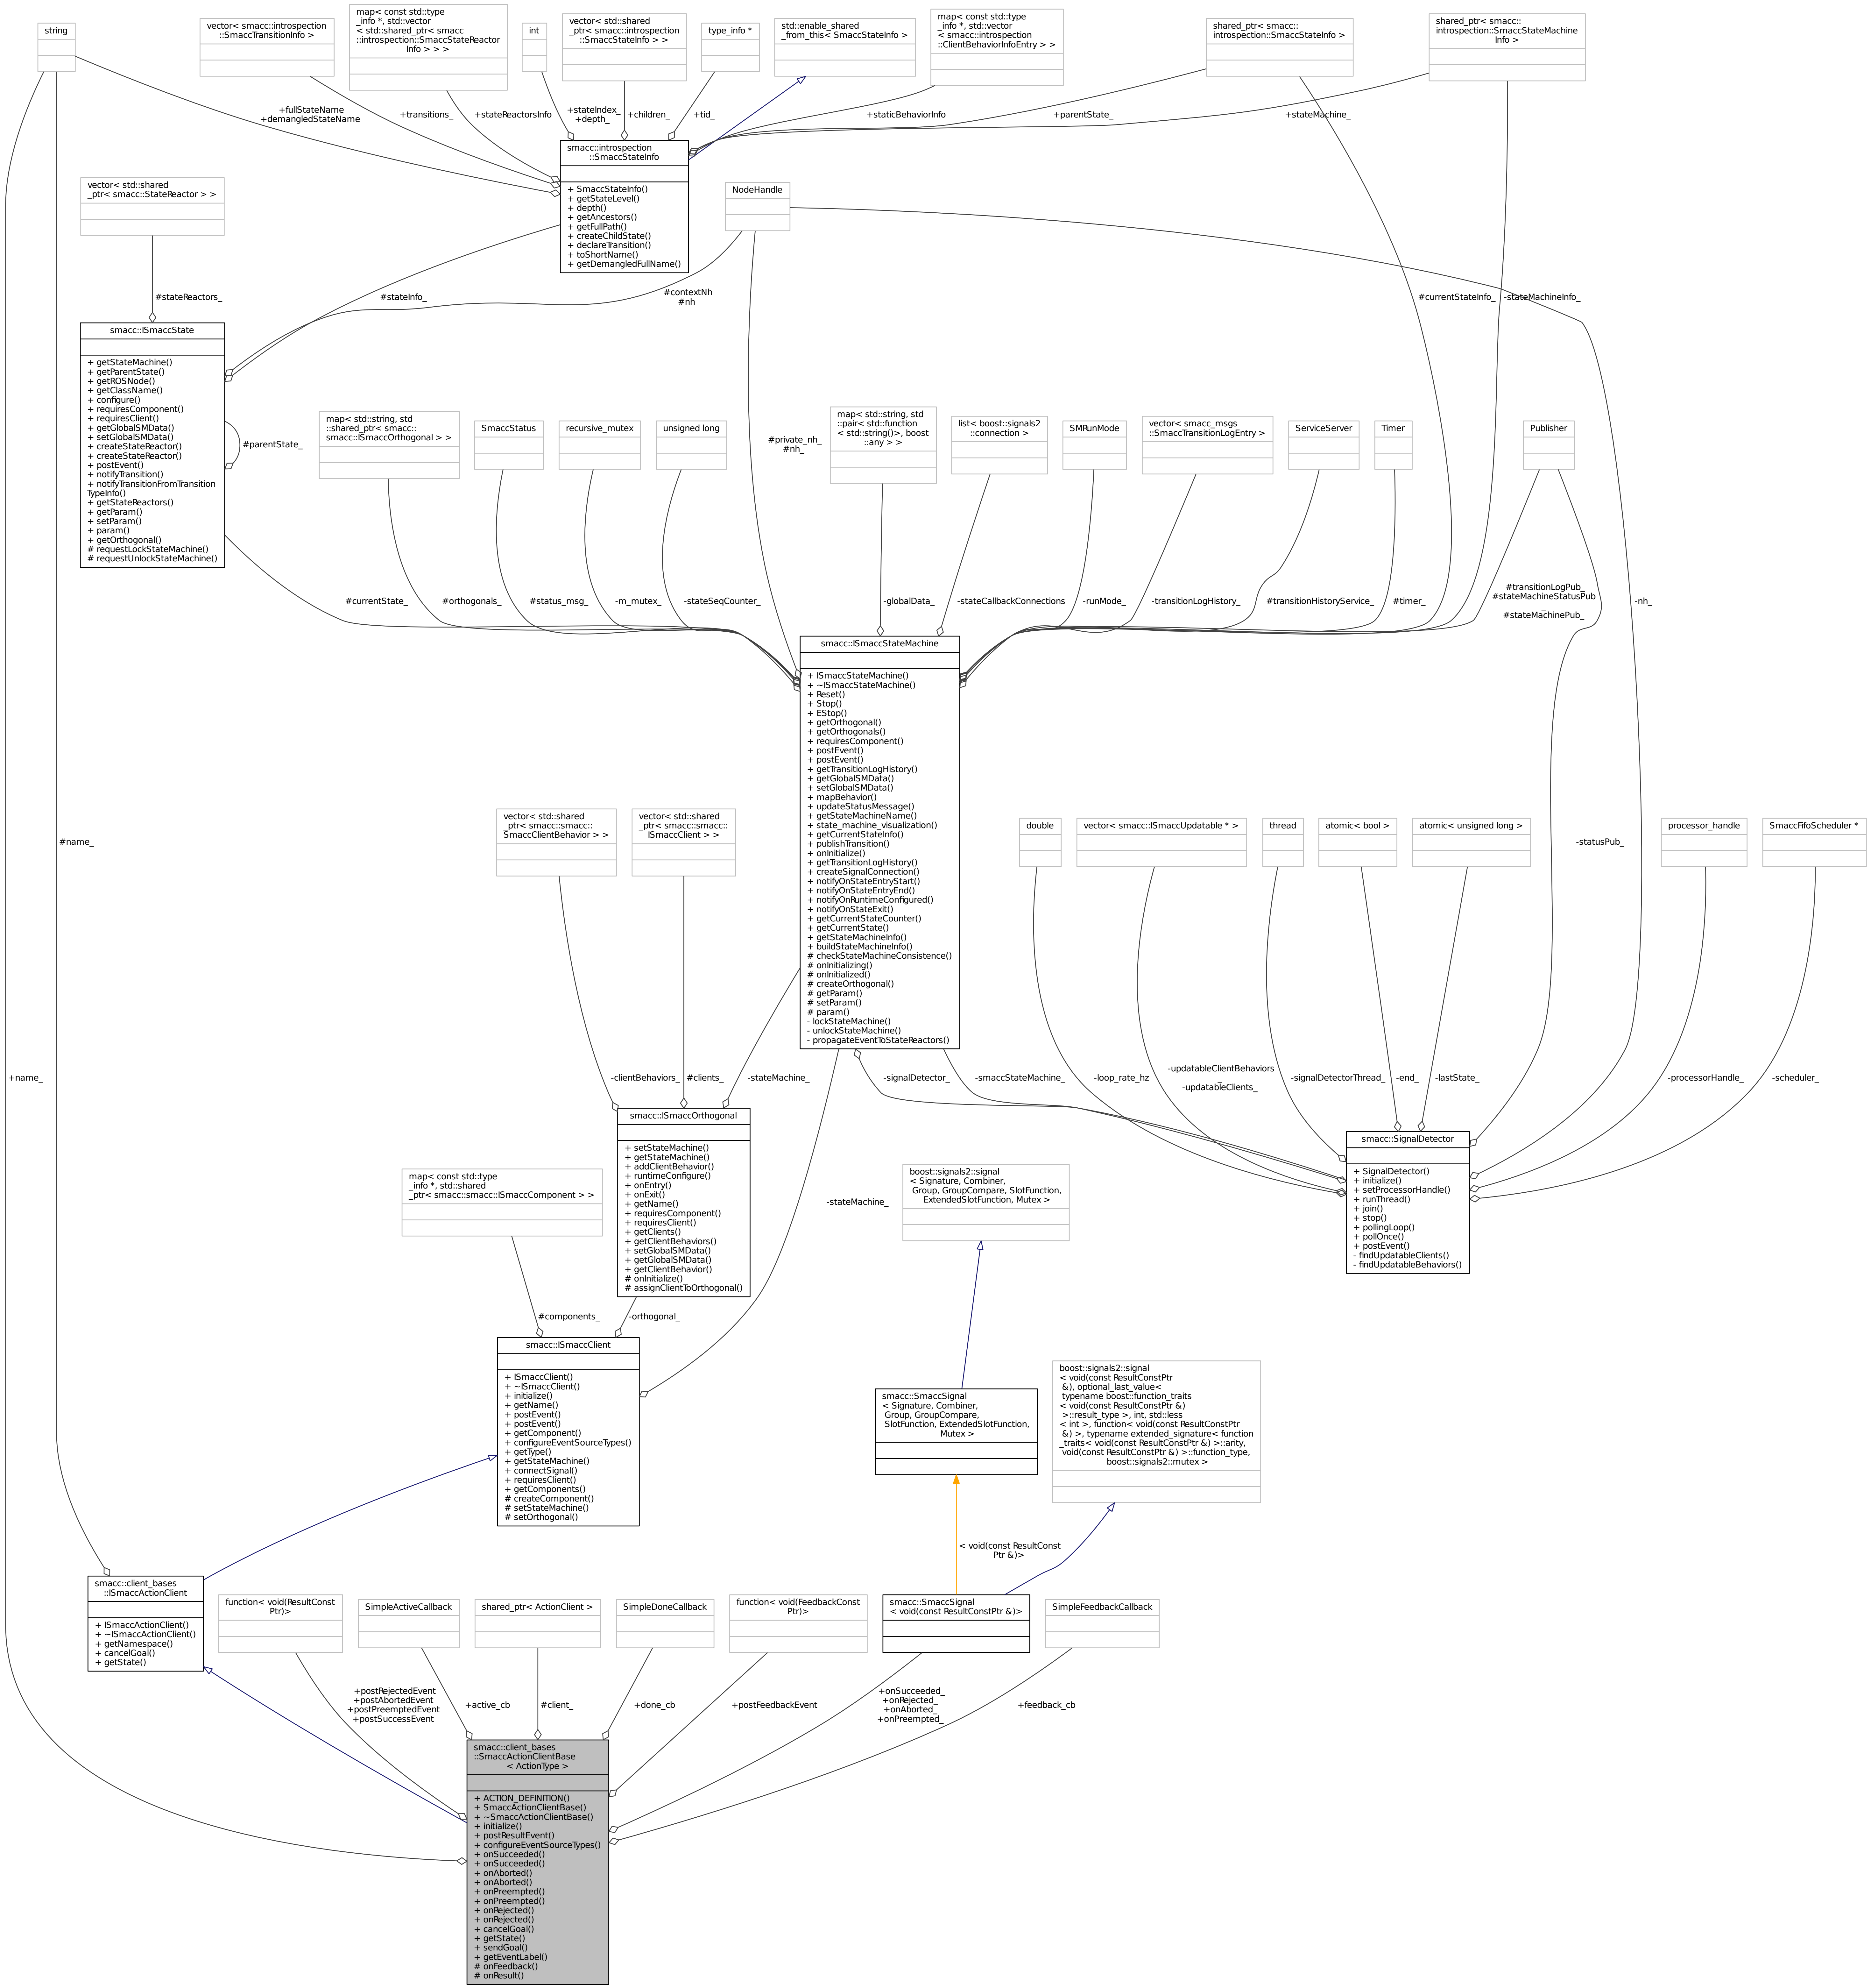 string
vector< smacc::introspection
::SmaccTransitionInfo >
map< const std::type
_info *, std::vector
< std::shared_ptr< smacc
::introspection::SmaccStateReactor
Info > > >
int
vector< std::shared
_ptr< smacc::introspection
::SmaccStateInfo > >
type_info *
std::enable_shared
_from_this< SmaccStateInfo >
map< const std::type
_info *, std::vector
< smacc::introspection
::ClientBehaviorInfoEntry > >
shared_ptr< smacc::
introspection::SmaccStateInfo >
shared_ptr< smacc::
introspection::SmaccStateMachine
Info >
+fullStateName
+demangledStateName
+transitions_
+stateReactorsInfo
+stateIndex_
+depth_
+children_
+tid_
+staticBehaviorInfo
+parentState_
+stateMachine_
smacc::introspection
::SmaccStateInfo
+ SmaccStateInfo()
+ getStateLevel()
+ depth()
+ getAncestors()
+ getFullPath()
+ createChildState()
+ declareTransition()
+ toShortName()
+ getDemangledFullName()
vector< std::shared
_ptr< smacc::StateReactor > >
NodeHandle
#stateReactors_
#stateInfo_
#contextNh
#nh
#currentStateInfo_
-stateMachineInfo_
smacc::ISmaccState
+ getStateMachine()
+ getParentState()
+ getROSNode()
+ getClassName()
+ configure()
+ requiresComponent()
+ requiresClient()
+ getGlobalSMData()
+ setGlobalSMData()
+ createStateReactor()
+ createStateReactor()
+ postEvent()
+ notifyTransition()
+ notifyTransitionFromTransition
TypeInfo()
+ getStateReactors()
+ getParam()
+ setParam()
+ param()
+ getOrthogonal()
# requestLockStateMachine()
# requestUnlockStateMachine()
#parentState_
map< std::string, std
::shared_ptr< smacc::
smacc::ISmaccOrthogonal > >
SmaccStatus
recursive_mutex
unsigned long
#private_nh_
#nh_
map< std::string, std
::pair< std::function
< std::string()>, boost
::any > >
list< boost::signals2
::connection >
SMRunMode
vector< smacc_msgs
::SmaccTransitionLogEntry >
ServiceServer
Timer
Publisher
#currentState_
#orthogonals_
#status_msg_
-m_mutex_
-stateSeqCounter_
-globalData_
-stateCallbackConnections
-runMode_
-transitionLogHistory_
#transitionHistoryService_
#timer_
#transitionLogPub_
#stateMachineStatusPub
_
#stateMachinePub_
-nh_
smacc::ISmaccStateMachine
+ ISmaccStateMachine()
+ ~ISmaccStateMachine()
+ Reset()
+ Stop()
+ EStop()
+ getOrthogonal()
+ getOrthogonals()
+ requiresComponent()
+ postEvent()
+ postEvent()
+ getTransitionLogHistory()
+ getGlobalSMData()
+ setGlobalSMData()
+ mapBehavior()
+ updateStatusMessage()
+ getStateMachineName()
+ state_machine_visualization()
+ getCurrentStateInfo()
+ publishTransition()
+ onInitialize()
+ getTransitionLogHistory()
+ createSignalConnection()
+ notifyOnStateEntryStart()
+ notifyOnStateEntryEnd()
+ notifyOnRuntimeConfigured()
+ notifyOnStateExit()
+ getCurrentStateCounter()
+ getCurrentState()
+ getStateMachineInfo()
+ buildStateMachineInfo()
# checkStateMachineConsistence()
# onInitializing()
# onInitialized()
# createOrthogonal()
# getParam()
# setParam()
# param()
- lockStateMachine()
- unlockStateMachine()
- propagateEventToStateReactors()
#name_
vector< std::shared
_ptr< smacc::smacc::
SmaccClientBehavior > >
vector< std::shared
_ptr< smacc::smacc::
ISmaccClient > >
double
vector< smacc::ISmaccUpdatable * >
thread
atomic< bool >
atomic< unsigned long >
-statusPub_
processor_handle
SmaccFifoScheduler *
+name_
-clientBehaviors_
#clients_
-stateMachine_
-signalDetector_
-smaccStateMachine_
-loop_rate_hz
-updatableClientBehaviors
_
-updatableClients_
-signalDetectorThread_
-end_
-lastState_
-processorHandle_
-scheduler_
smacc::ISmaccOrthogonal
+ setStateMachine()
+ getStateMachine()
+ addClientBehavior()
+ runtimeConfigure()
+ onEntry()
+ onExit()
+ getName()
+ requiresComponent()
+ requiresClient()
+ getClients()
+ getClientBehaviors()
+ setGlobalSMData()
+ getGlobalSMData()
+ getClientBehavior()
# onInitialize()
# assignClientToOrthogonal()
smacc::SignalDetector
+ SignalDetector()
+ initialize()
+ setProcessorHandle()
+ runThread()
+ join()
+ stop()
+ pollingLoop()
+ pollOnce()
+ postEvent()
- findUpdatableClients()
- findUpdatableBehaviors()
map< const std::type
_info *, std::shared
_ptr< smacc::smacc::ISmaccComponent > >
-stateMachine_
boost::signals2::signal
< Signature, Combiner,
Group, GroupCompare, SlotFunction,
ExtendedSlotFunction, Mutex >
#components_
-orthogonal_
smacc::ISmaccClient
+ ISmaccClient()
+ ~ISmaccClient()
+ initialize()
+ getName()
+ postEvent()
+ postEvent()
+ getComponent()
+ configureEventSourceTypes()
+ getType()
+ getStateMachine()
+ connectSignal()
+ requiresClient()
+ getComponents()
# createComponent()
# setStateMachine()
# setOrthogonal()
smacc::SmaccSignal
< Signature, Combiner,
Group, GroupCompare,
SlotFunction, ExtendedSlotFunction,
Mutex >
boost::signals2::signal
< void(const ResultConstPtr
&), optional_last_value<
typename boost::function_traits
< void(const ResultConstPtr &)
>::result_type >, int, std::less
< int >, function< void(const ResultConstPtr
&) >, typename extended_signature< function
_traits< void(const ResultConstPtr &) >::arity,
void(const ResultConstPtr &) >::function_type,
boost::signals2::mutex >
< void(const ResultConst
Ptr &)>
smacc::client_bases
::ISmaccActionClient
+ ISmaccActionClient()
+ ~ISmaccActionClient()
+ getNamespace()
+ cancelGoal()
+ getState()
function< void(ResultConst
Ptr)>
SimpleActiveCallback
shared_ptr< ActionClient >
SimpleDoneCallback
function< void(FeedbackConst
Ptr)>
smacc::SmaccSignal
< void(const ResultConstPtr &)>
SimpleFeedbackCallback
+postRejectedEvent
+postAbortedEvent
+postPreemptedEvent
+postSuccessEvent
+active_cb
#client_
+done_cb
+postFeedbackEvent
+onSucceeded_
+onRejected_
+onAborted_
+onPreempted_
+feedback_cb
smacc::client_bases
::SmaccActionClientBase
< ActionType >
+ ACTION_DEFINITION()
+ SmaccActionClientBase()
+ ~SmaccActionClientBase()
+ initialize()
+ postResultEvent()
+ configureEventSourceTypes()
+ onSucceeded()
+ onSucceeded()
+ onAborted()
+ onAborted()
+ onPreempted()
+ onPreempted()
+ onRejected()
+ onRejected()
+ cancelGoal()
+ getState()
+ sendGoal()
+ getEventLabel()
# onFeedback()
# onResult()